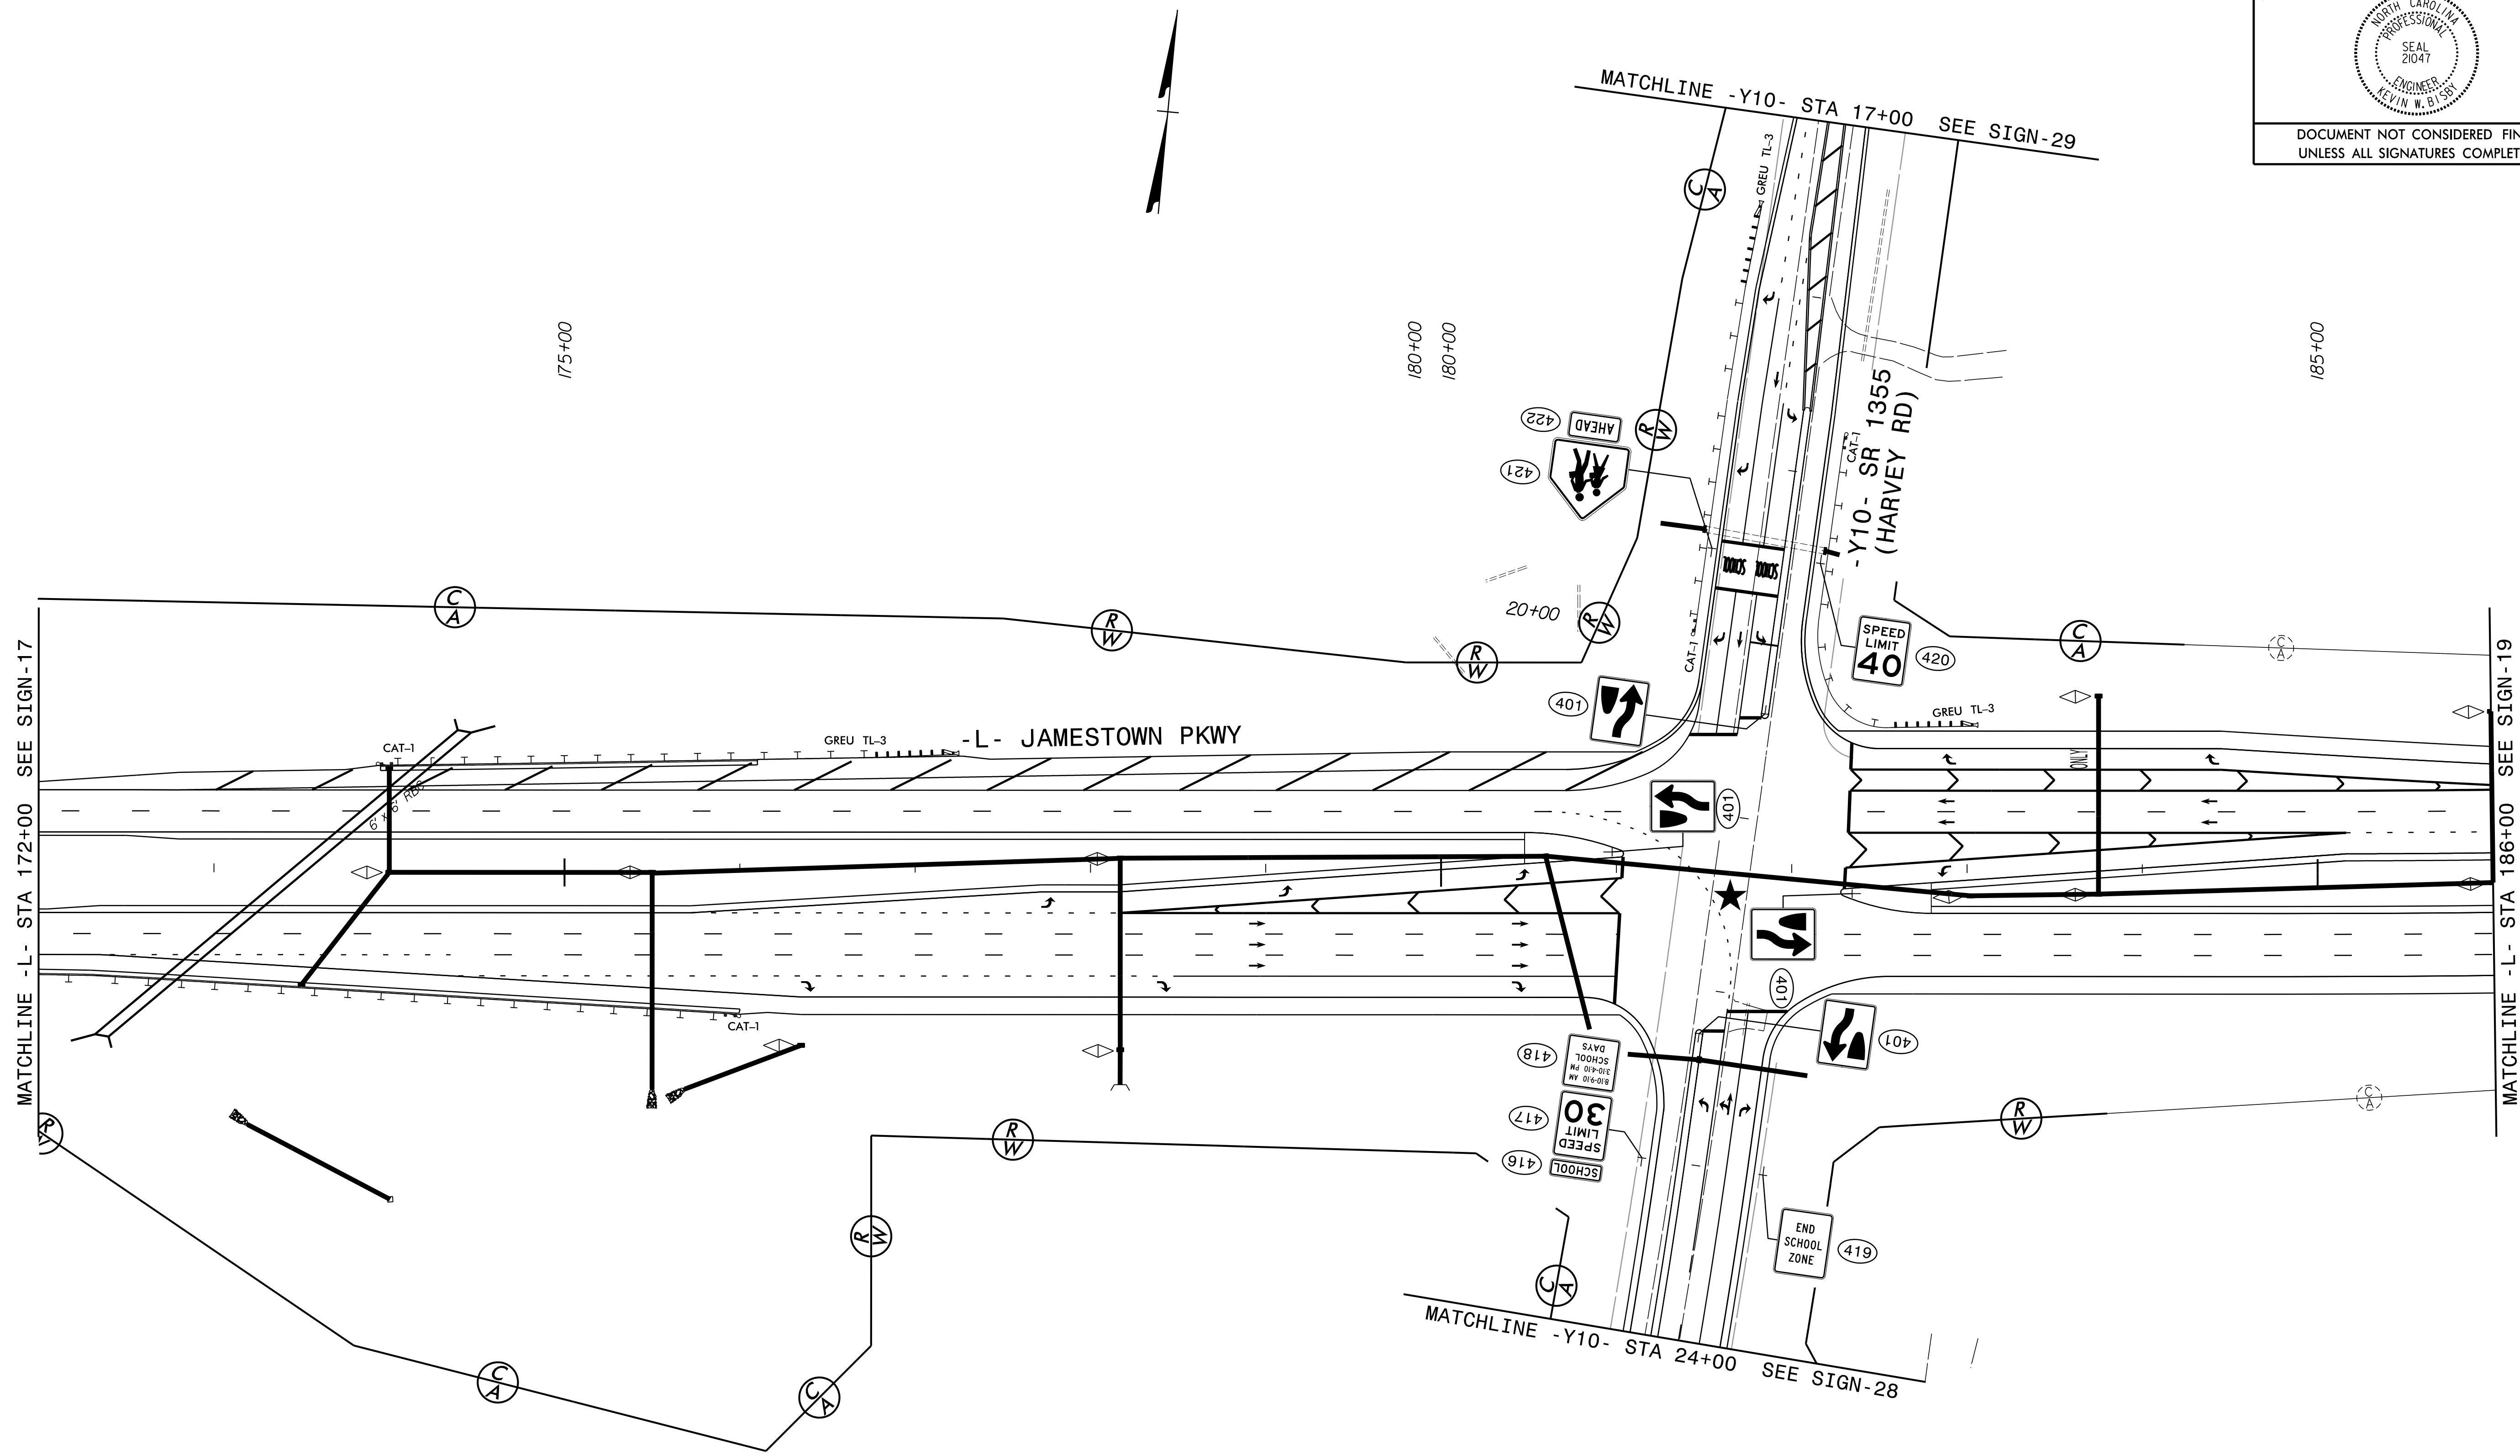 NORTH CAROLINA
PROFESSIONAL
SEAL
21047
ENGINEER
KEVIN W. BISBY
DOCUMENT NOT CONSIDERED FIN
UNLESS ALL SIGNATURES COMPLET
MATCHLINE -Y10- STA 17+00 SEE SIGN-29
C A
GREU TL-3
175+00
180+00
180+00
185+00
422
AHEAD
R W
421
CAT-1
-Y10- SR 1355
(HARVEY RD)
SCHOOL SCHOOL
20+00
R W
CAT-1
C A
R W
R W
SPEED
LIMIT
40
420
C A
C A
401
MATCHLINE -L- STA 172+00 SEE SIGN-17
MATCHLINE -L- STA 186+00 SEE SIGN-19
CAT-1
GREU TL-3
-L- JAMESTOWN PKWY
GREU TL-3
ONLY
6' x 6' RBC
401
401
401
CAT-1
418
8:10-9:10 AM
3:10-4:10 PM
SCHOOL
DAYS
417
SPEED
LIMIT
30
416
SCHOOL
R
R W
R W
C A
R W
END
SCHOOL
ZONE
419
C A
C A
C A
MATCHLINE -Y10- STA 24+00 SEE SIGN-28